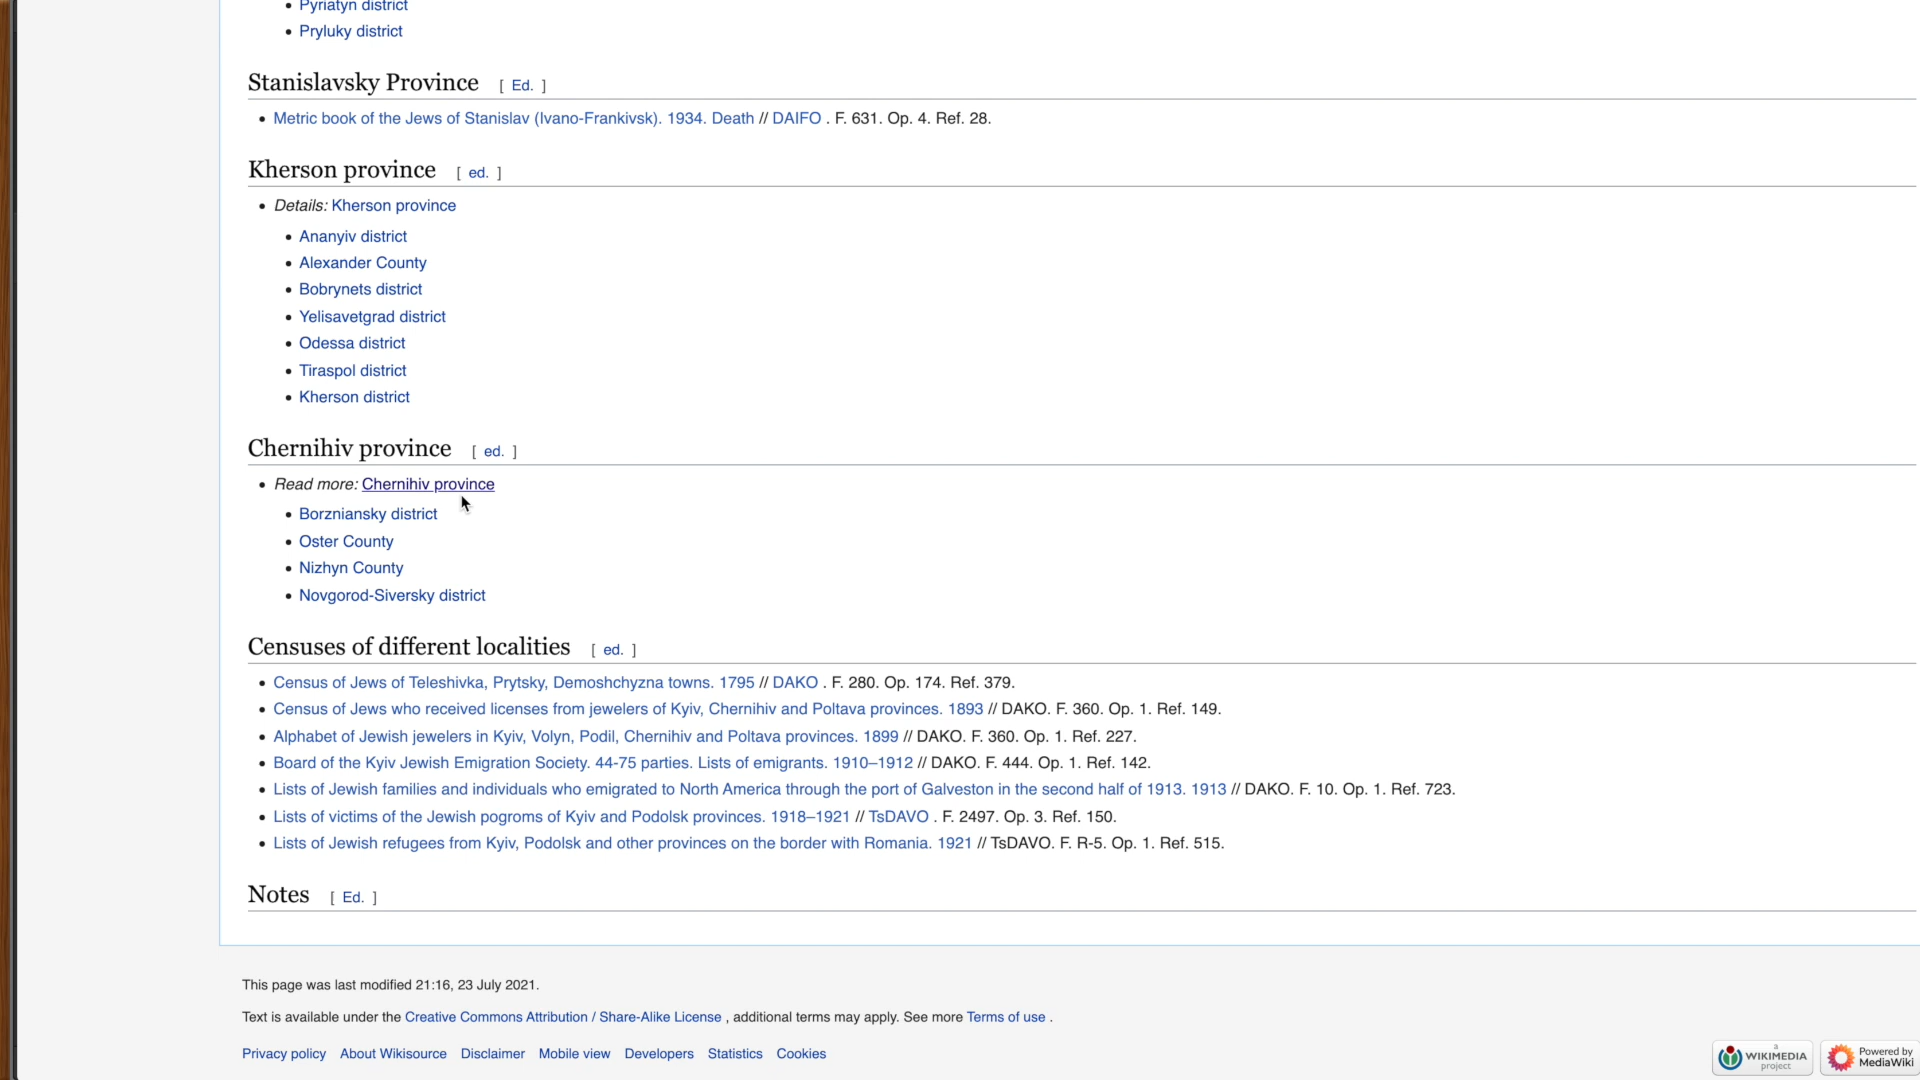 Pyriatyn district
Pryluky district
Stanislavsky Province [ Ed. ]
Metric book of the Jews of Stanislav (Ivano-Frankivsk). 1934. Death // DAIFO . F. 631. Op. 4. Ref. 28.
Kherson province [ ed. ]
Details: Kherson province
Ananyiv district
Alexander County
Bobrynets district
Yelisavetgrad district
Odessa district
Tiraspol district
Kherson district
Chernihiv province [ ed. ]
Read more: Chernihiv province
Borzniansky district
Oster County
Nizhyn County
Novgorod-Siversky district
Censuses of different localities [ ed. ]
Census of Jews of Teleshivka, Prytsky, Demoshchyzna towns. 1795 // DAKO . F. 280. Op. 174. Ref. 379.
Census of Jews who received licenses from jewelers of Kyiv, Chernihiv and Poltava provinces. 1893 // DAKO. F. 360. Op. 1. Ref. 149.
Alphabet of Jewish jewelers in Kyiv, Volyn, Podil, Chernihiv and Poltava provinces. 1899 // DAKO. F. 360. Op. 1. Ref. 227.
Board of the Kyiv Jewish Emigration Society. 44-75 parties. Lists of emigrants. 1910–1912 // DAKO. F. 444. Op. 1. Ref. 142.
Lists of Jewish families and individuals who emigrated to North America through the port of Galveston in the second half of 1913. 1913 // DAKO. F. 10. Op. 1. Ref. 723.
Lists of victims of the Jewish pogroms of Kyiv and Podolsk provinces. 1918–1921 // TsDAVO . F. 2497. Op. 3. Ref. 150.
Lists of Jewish refugees from Kyiv, Podolsk and other provinces on the border with Romania. 1921 // TsDAVO. F. R-5. Op. 1. Ref. 515.
Notes [ Ed. ]
This page was last modified 21:16, 23 July 2021.
Text is available under the Creative Commons Attribution / Share-Alike License , additional terms may apply. See more Terms of use .
Privacy policy About Wikisource Disclaimer Mobile view Developers Statistics Cookies
a WIKIMEDIA project
Powered by MediaWiki